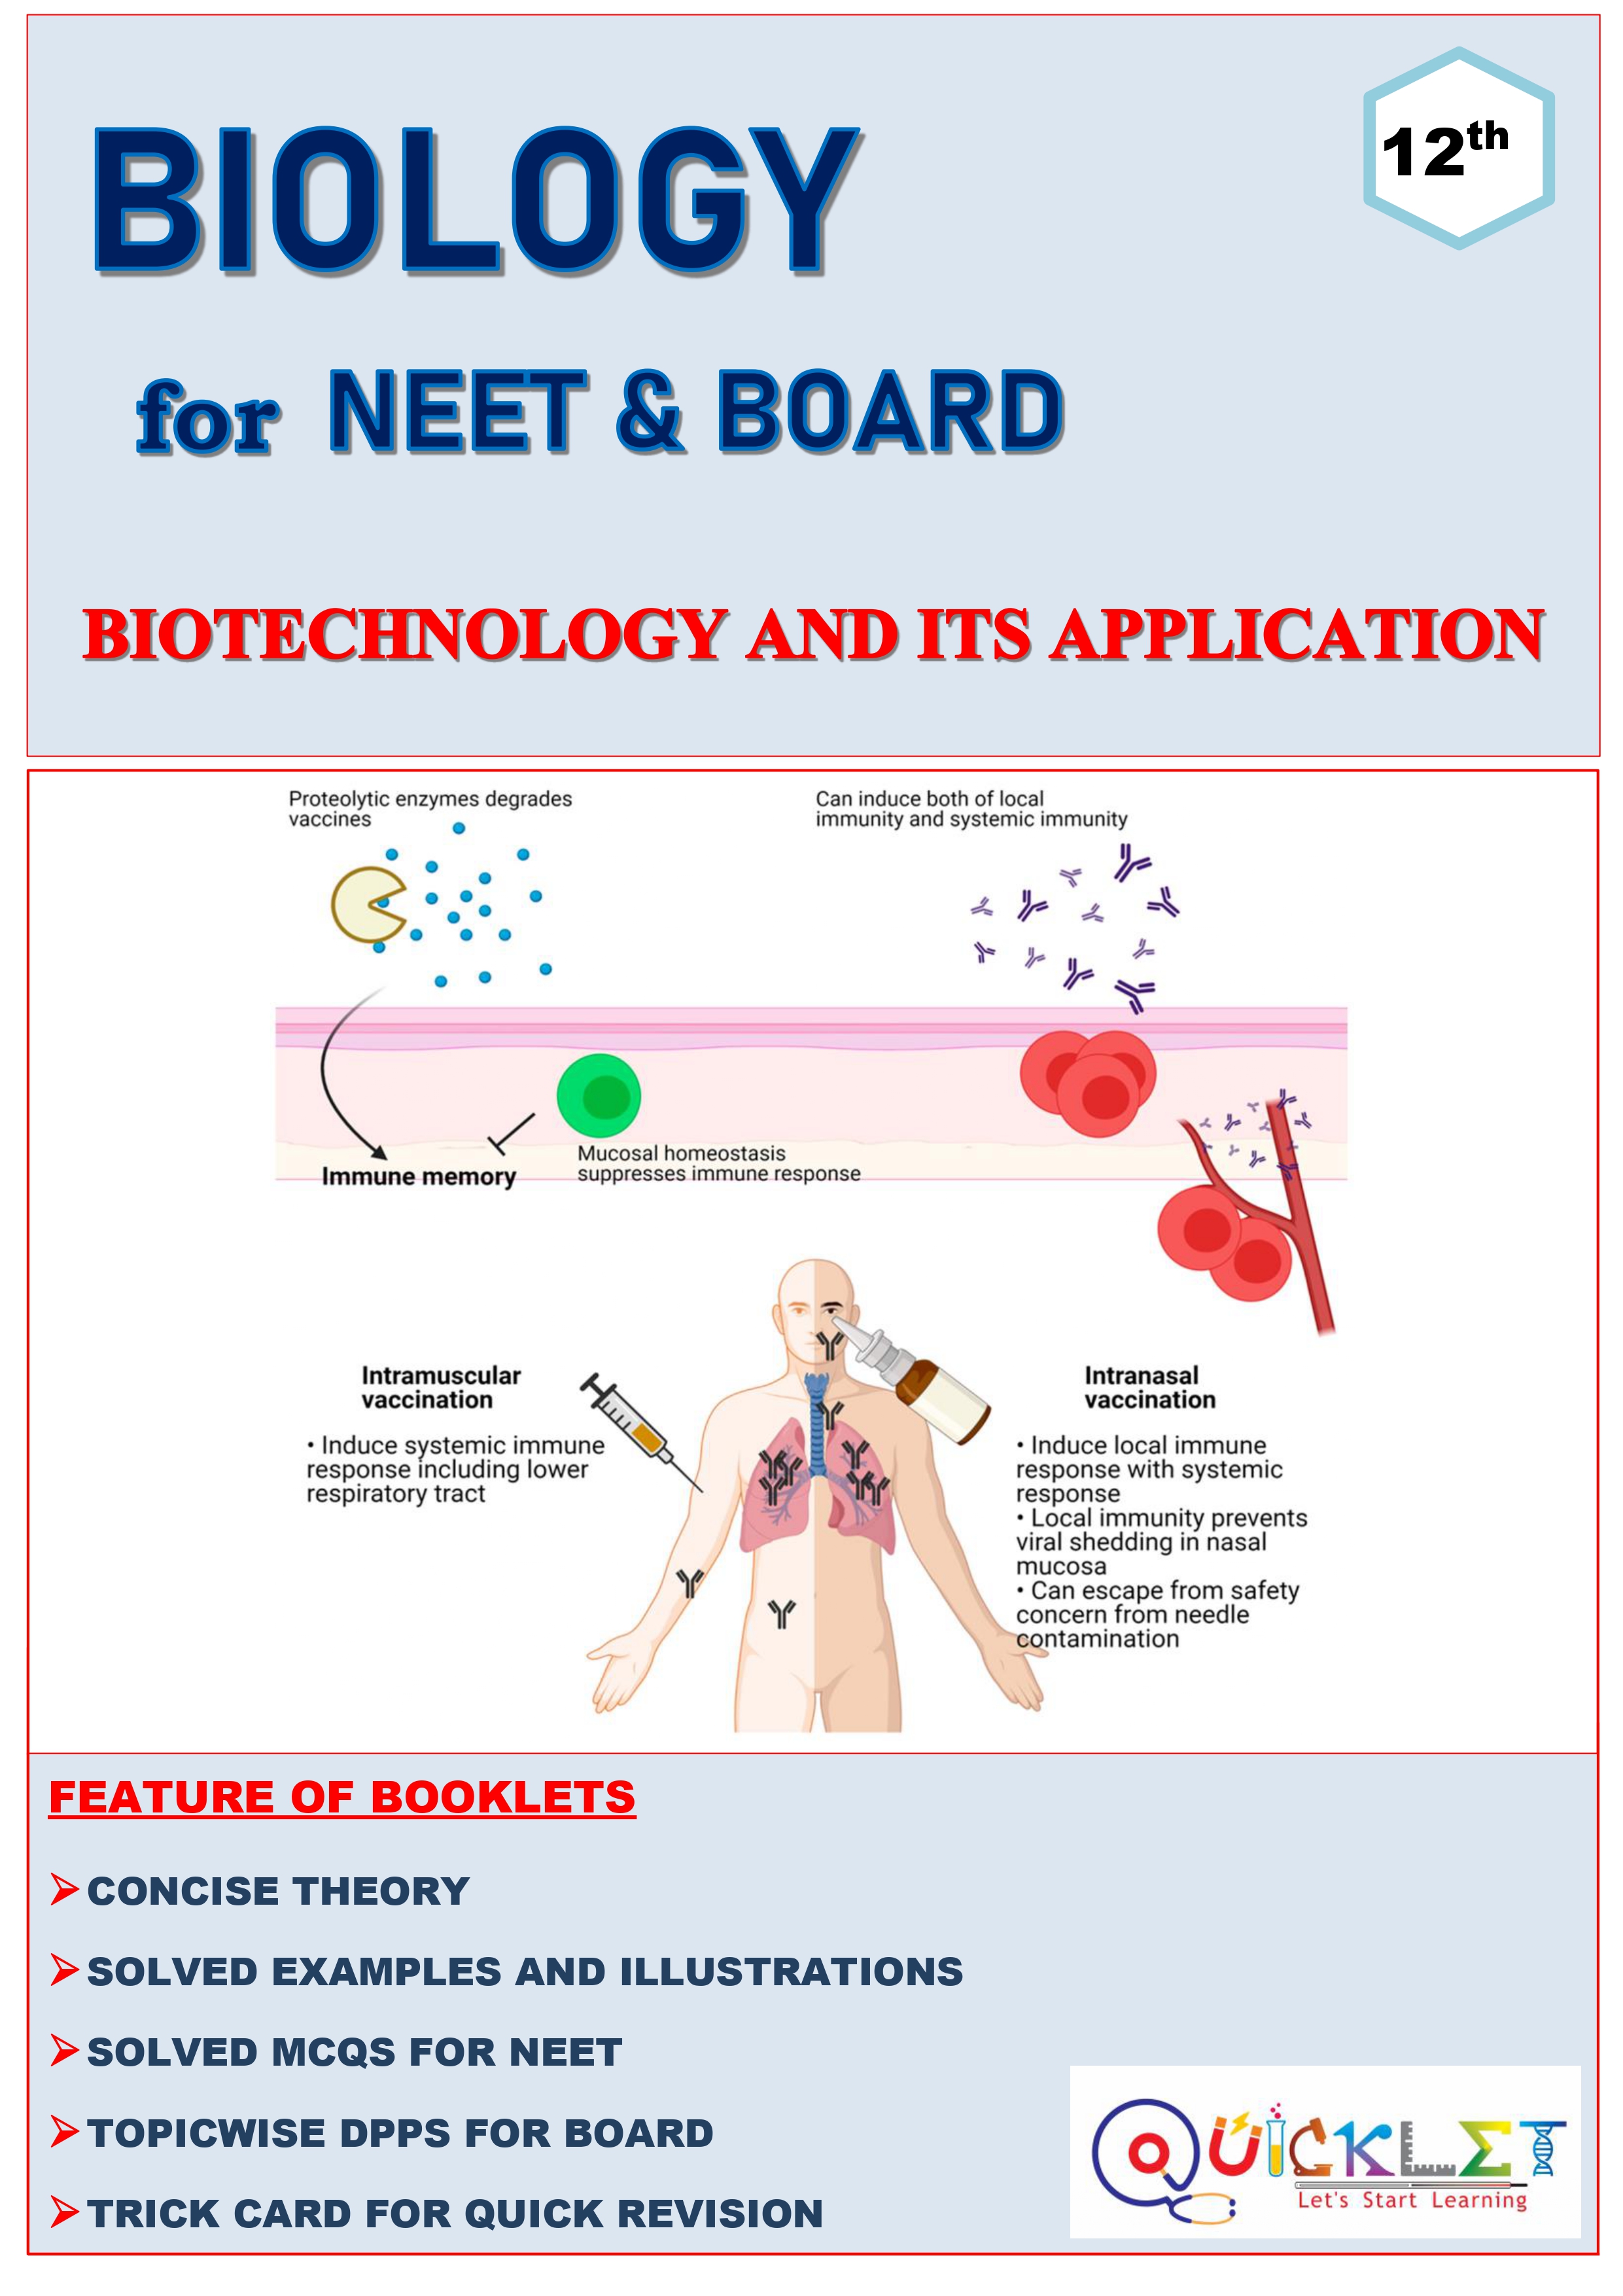 BIOLOGY
12th
for NEET & BOARD
BIOTECHNOLOGY AND ITS APPLICATION
Proteolytic enzymes degrades
vaccines
Can induce both of local
immunity and systemic immunity
Immune memory
Mucosal homeostasis
suppresses immune response
Intramuscular
vaccination
• Induce systemic immune
response including lower
respiratory tract
Intranasal
vaccination
• Induce local immune
response with systemic
response
• Local immunity prevents
viral shedding in nasal
mucosa
• Can escape from safety
concern from needle
contamination
FEATURE OF BOOKLETS
➢ CONCISE THEORY
➢ SOLVED EXAMPLES AND ILLUSTRATIONS
➢ SOLVED MCQS FOR NEET
➢ TOPICWISE DPPS FOR BOARD
➢ TRICK CARD FOR QUICK REVISION
QUICKLET
Let's Start Learning